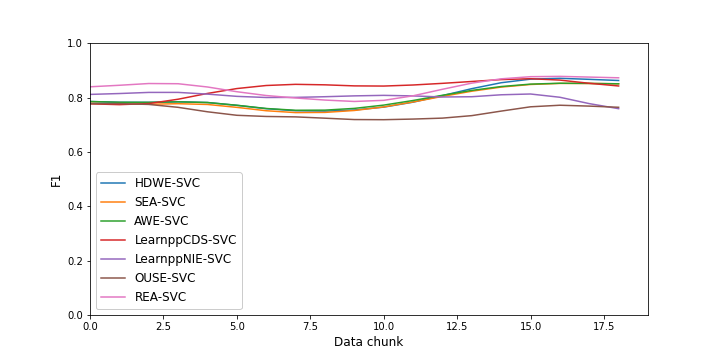 1.0
0.8
0.6
0.4
0.2
0.0
F1
HDWE-SVC
SEA-SVC
AWE-SVC
LearnppCDS-SVC
LearnppNIE-SVC
OUSE-SVC
REA-SVC
0.0 2.5 5.0 7.5 10.0 12.5 15.0 17.5
Data chunk